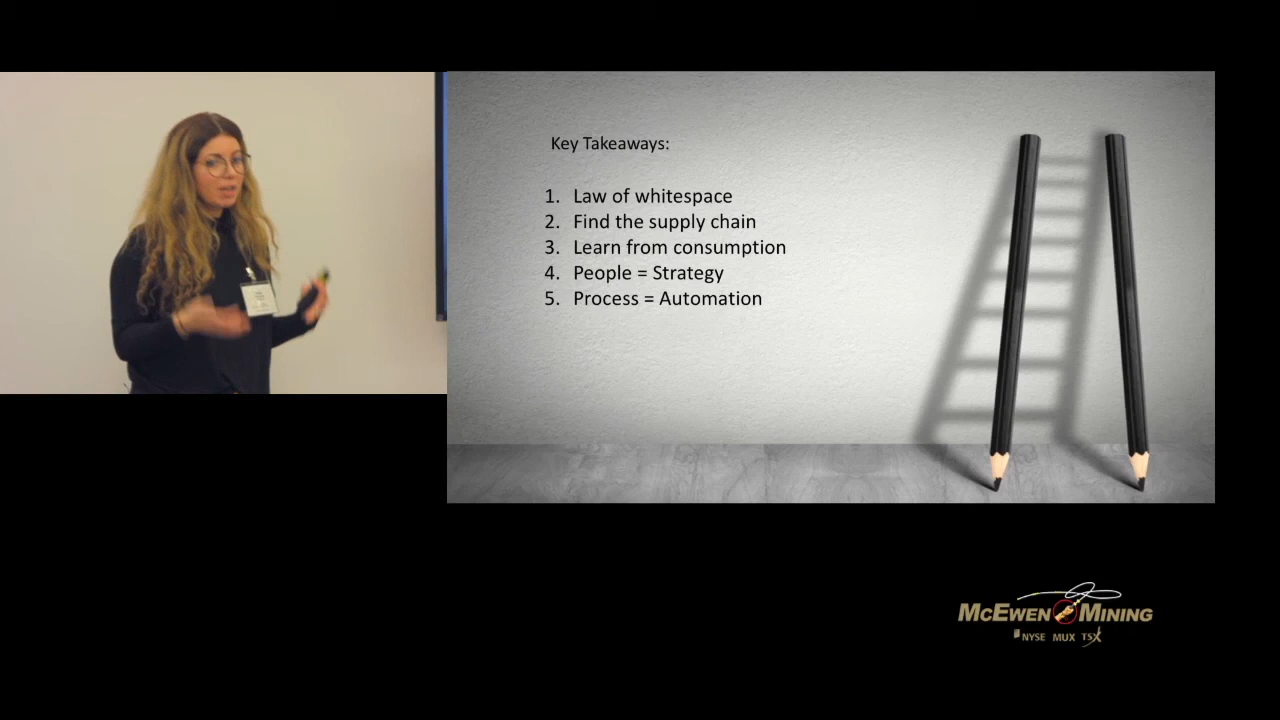 Key Takeaways:
1. Law of whitespace
2. Find the supply chain
3. Learn from consumption
4. People = Strategy
5. Process = Automation
McEWEN MINING
NYSE MUX TSX